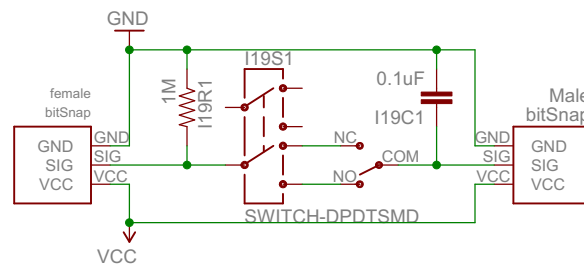 GND
I19S1
female
bitSnap
1M
I19R1
0.1uF
I19C1
Male
bitSnap
GND
SIG
VCC
GND
SIG
VCC
NC
NO
COM
GND
SIG
VCC
GND
SIG
VCC
SWITCH-DPDTSMD
VCC